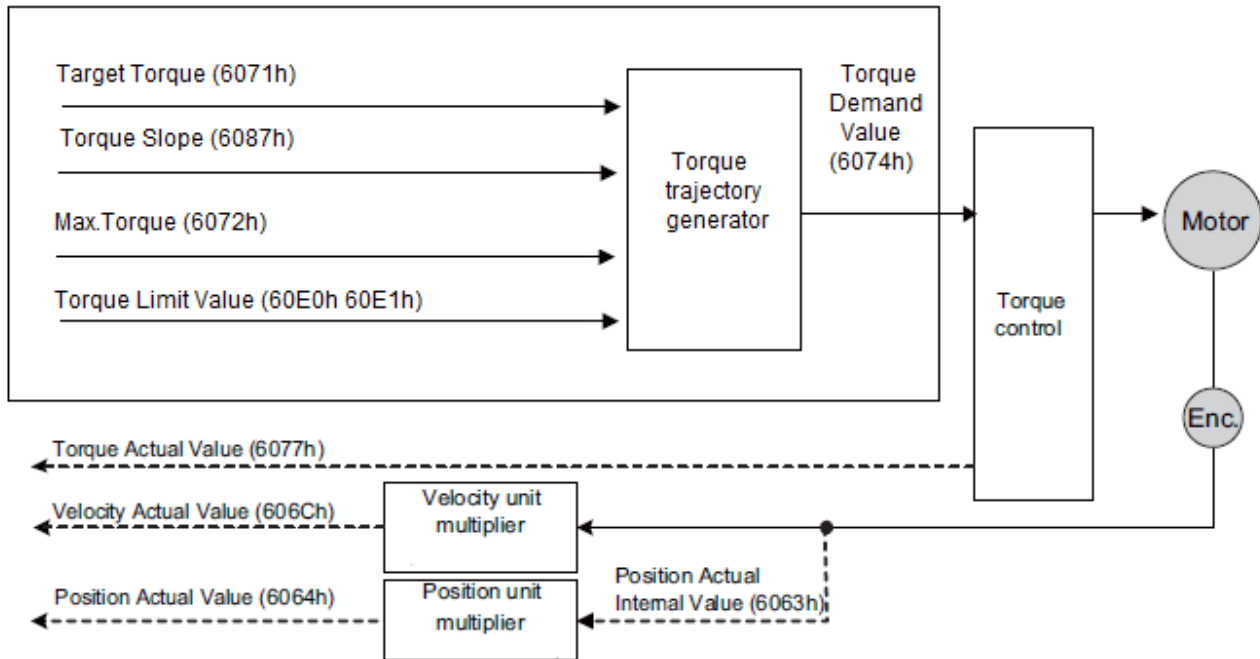 Target Torque (6071h)
Torque Slope (6087h)
Max.Torque (6072h)
Torque Limit Value (60E0h 60E1h)
Torque
trajectory
generator
Torque
Demand
Value
(6074h)
Torque
control
Motor
Enc.
Torque Actual Value (6077h)
Velocity Actual Value (606Ch)
Velocity unit
multiplier
Position Actual Value (6064h)
Position unit
multiplier
Position Actual
Internal Value (6063h)